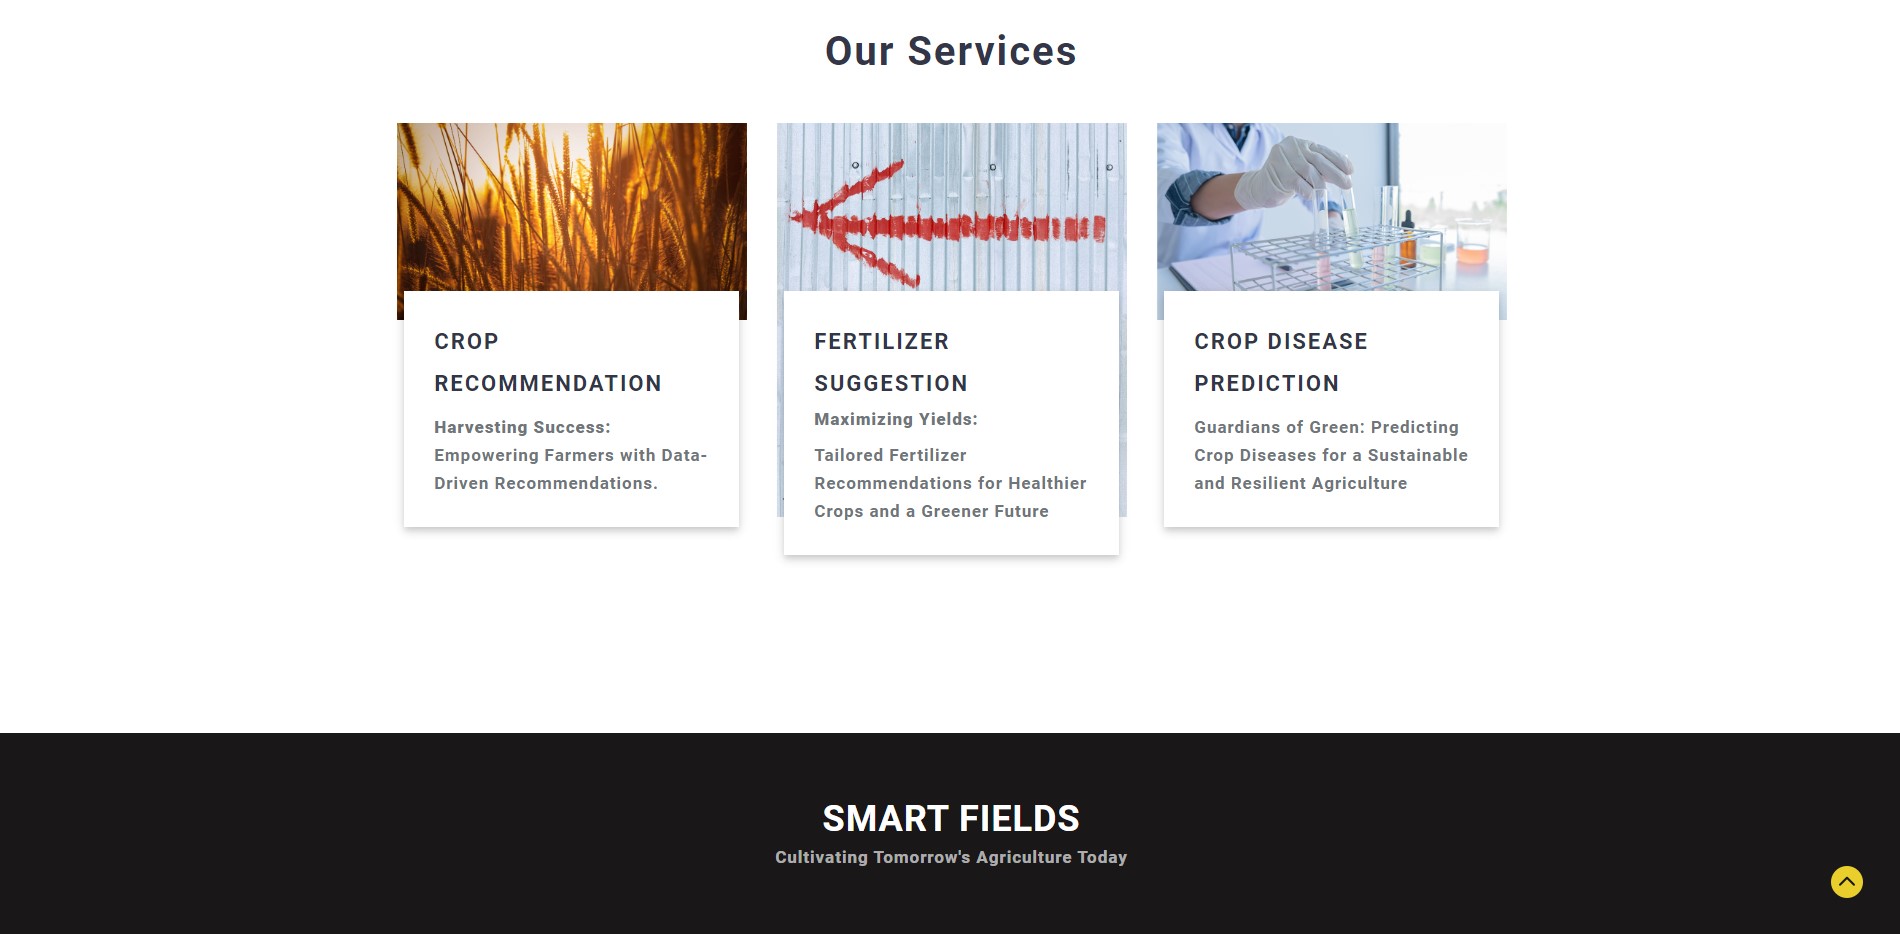 Our Services
CROP
RECOMMENDATION
Harvesting Success:
Empowering Farmers with Data-
Driven Recommendations.
FERTILIZER
SUGGESTION
Maximizing Yields:
Tailored Fertilizer
Recommendations for Healthier
Crops and a Greener Future
CROP DISEASE
PREDICTION
Guardians of Green: Predicting
Crop Diseases for a Sustainable
and Resilient Agriculture
SMART FIELDS
Cultivating Tomorrow's Agriculture Today